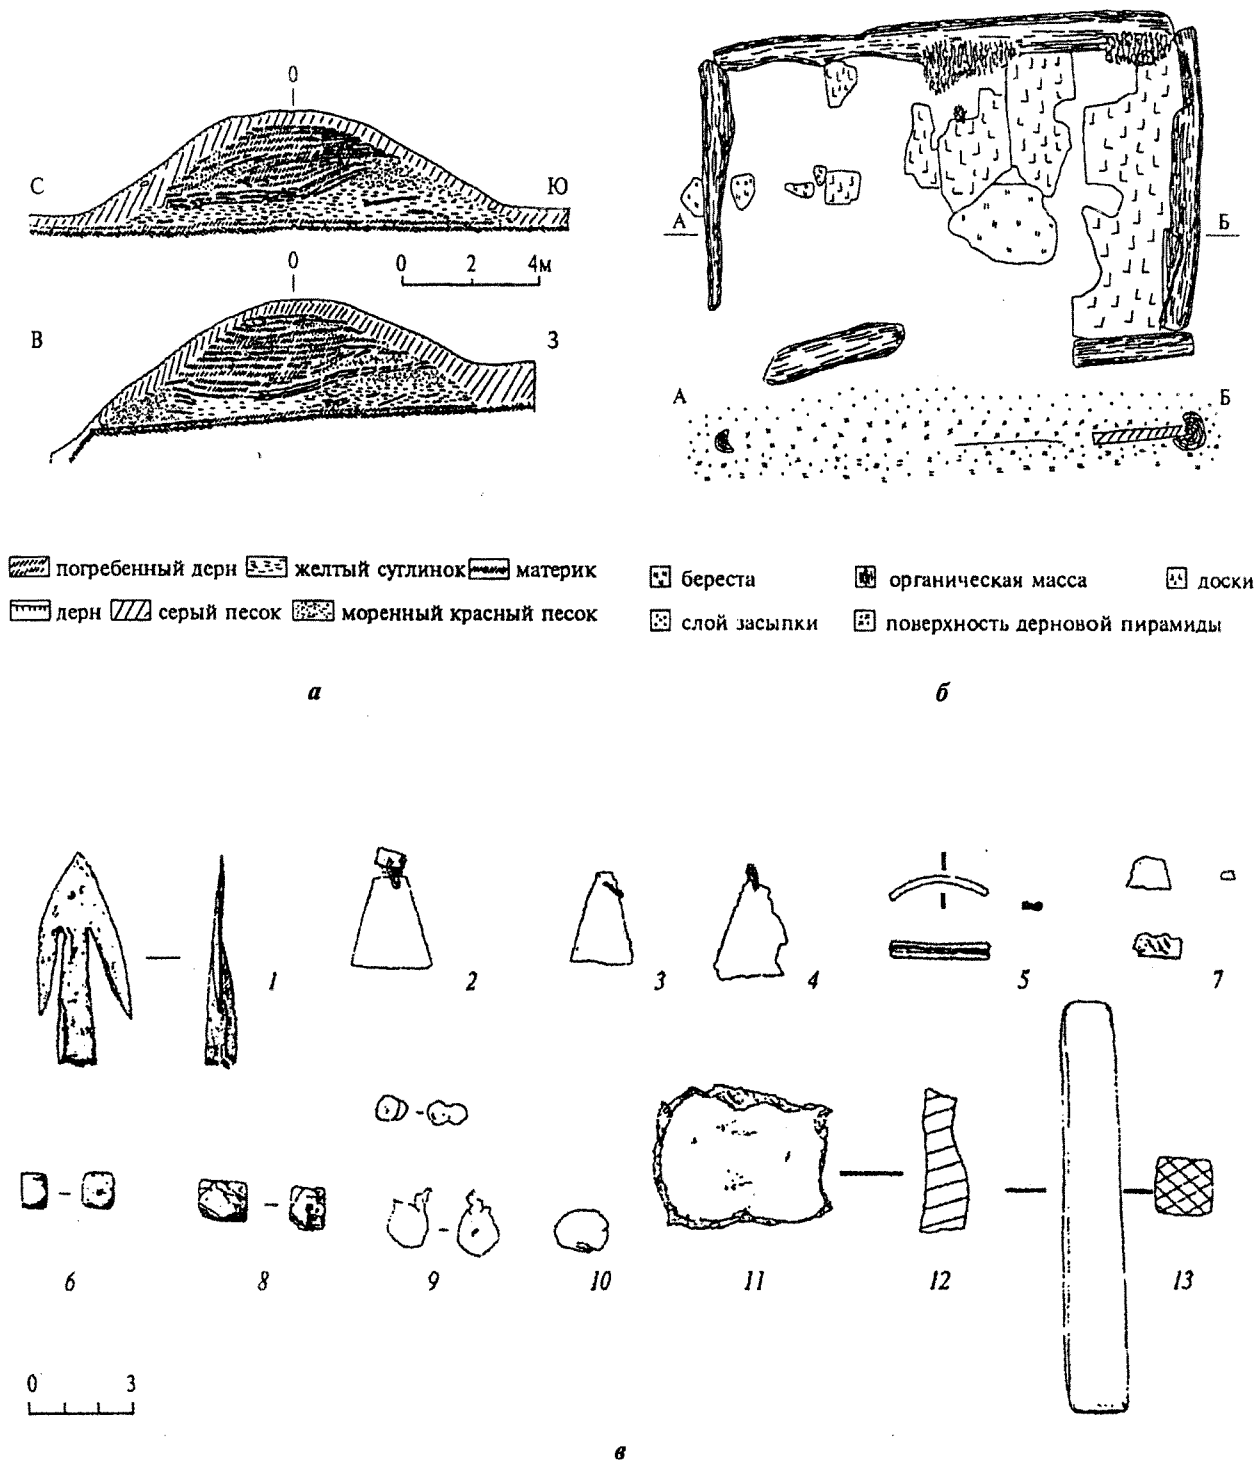 0
С Ю
0 0 2 4м
В З
погребенный дерн желтый суглинок материк
дерн серый песок моренный красный песок
а
А Б
А Б
береста органическая масса доски
слой засыпки поверхность дерновой пирамиды
б
1 2 3 4 5 7
6 8 9 10 11 12 13
0 3
в